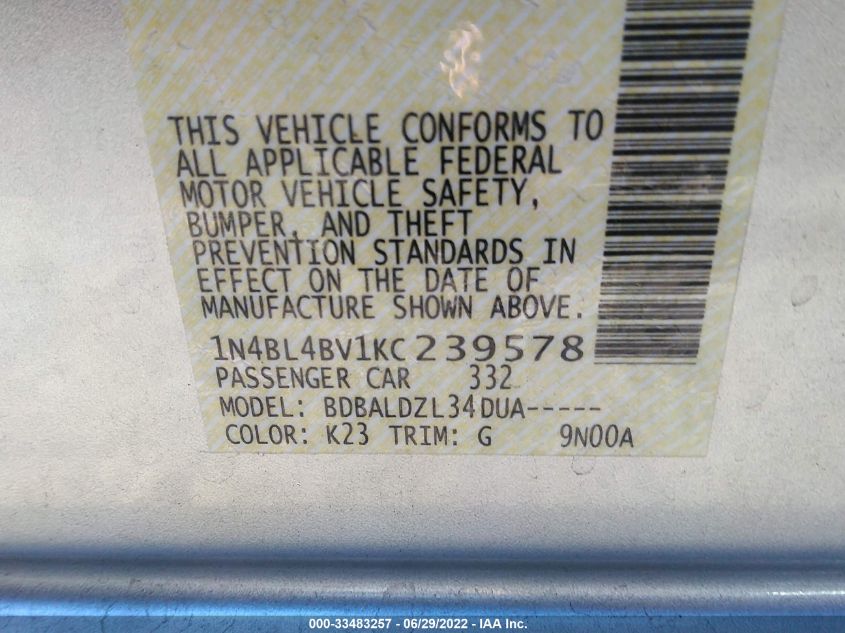 THIS VEHICLE CONFORMS TO
ALL APPLICABLE FEDERAL
MOTOR VEHICLE SAFETY,
BUMPER, AND THEFT
PREVENTION STANDARDS IN
EFFECT ON THE DATE OF
MANUFACTURE SHOWN ABOVE.
1N4BL4BV1KC239578
PASSENGER CAR 332
MODEL: BDBALDZL34DUA-----
COLOR: K23 TRIM: G 9N00A
000-33483257 - 06/29/2022 - IAA Inc.